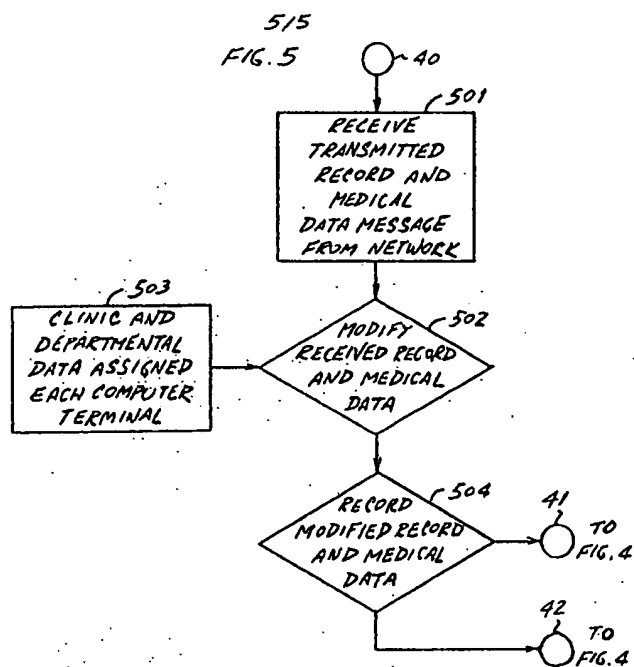 5/5
FIG. 5
40
501
RECEIVE
TRANSMITTED
RECORD AND
MEDICAL
DATA MESSAGE
FROM NETWORK
503
CLINIC AND
DEPARTMENTAL
DATA ASSIGNED
EACH COMPUTER
TERMINAL
502
MODIFY
RECEIVED RECORD
AND MEDICAL
DATA
504
RECORD
MODIFIED RECORD
AND MEDICAL
DATA
41
TO
FIG. 4
42
TO
FIG. 4